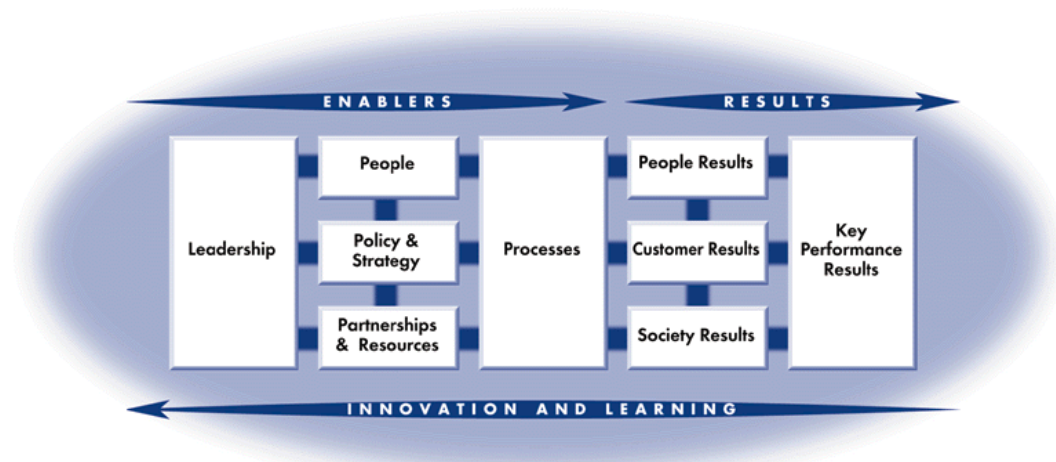 ENABLERS
RESULTS
Leadership
People
Policy &
Strategy
Partnerships
& Resources
Processes
People Results
Customer Results
Society Results
Key
Performance
Results
INNOVATION AND LEARNING